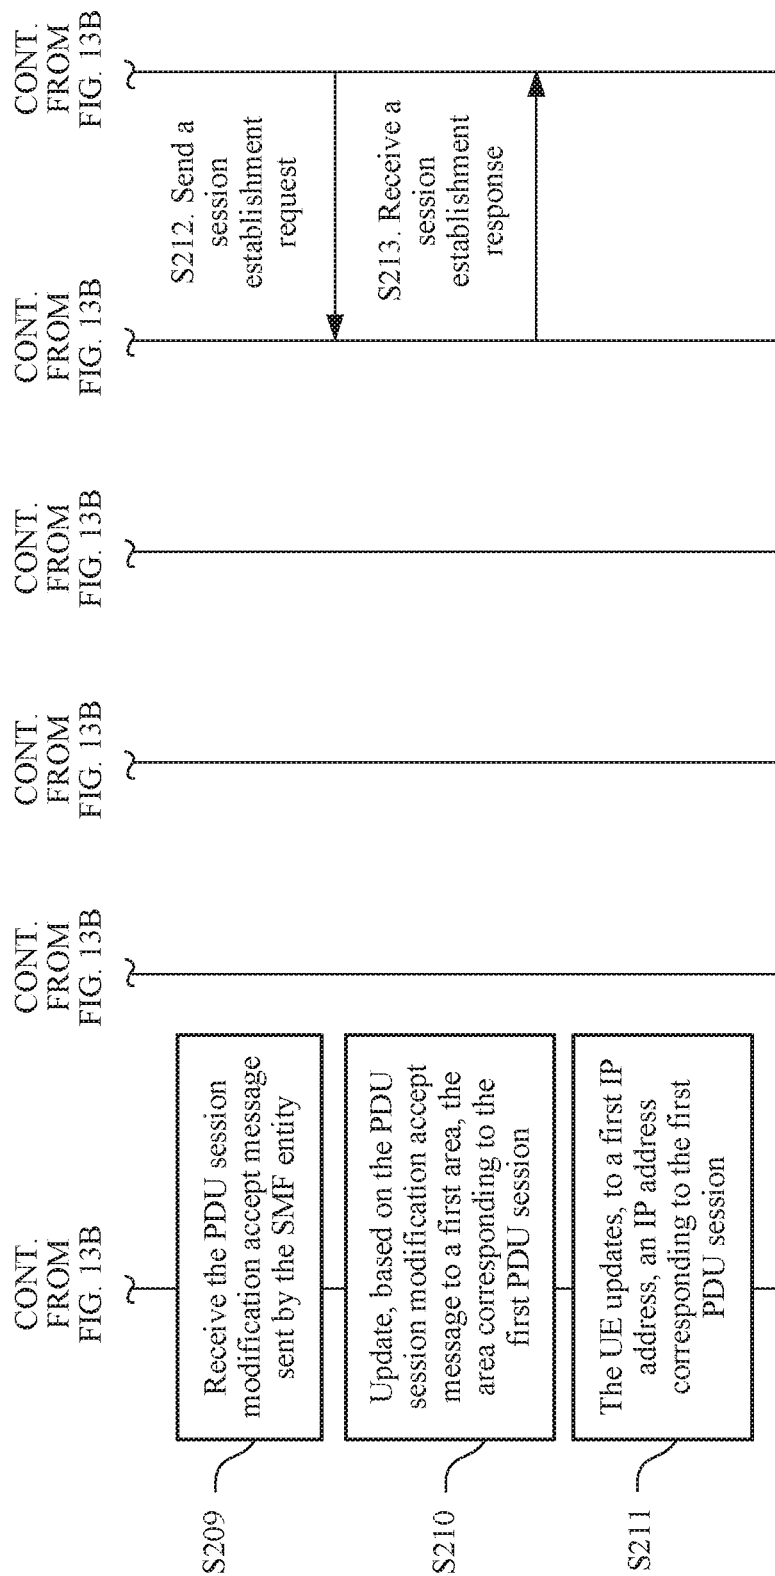 CONT.
FROM
FIG. 13B
CONT.
FROM
FIG. 13B
CONT.
FROM
FIG. 13B
CONT.
FROM
FIG. 13B
CONT.
FROM
FIG. 13B
CONT.
FROM
FIG. 13B
S209
Receive the PDU session
modification accept message
sent by the SMF entity
S210
Update, based on the PDU
session modification accept
message to a first area, the
area corresponding to the
first PDU session
S211
The UE updates, to a first IP
address, an IP address
corresponding to the first
PDU session
S212. Send a
session
establishment
request
S213. Receive a
session
establishment
response